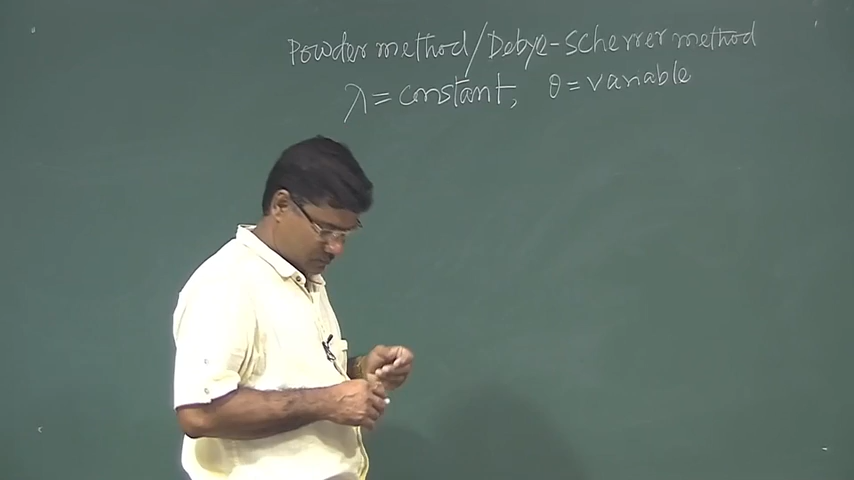 Powder method/Debye-Scherrer method
λ = constant, θ = variable